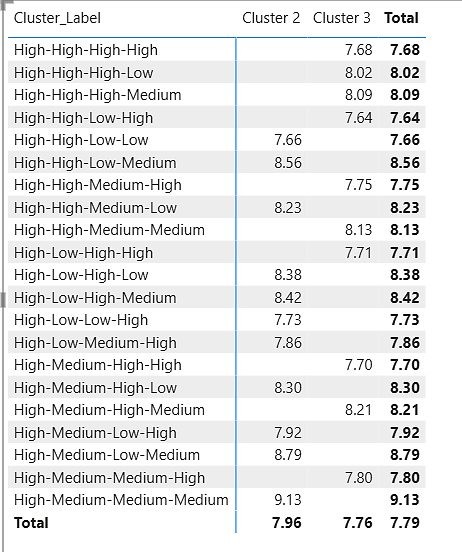 Cluster_Label Cluster 2 Cluster 3 Total
High-High-High-High 7.68 7.68
High-High-High-Low 8.02 8.02
High-High-High-Medium 8.09 8.09
High-High-Low-High 7.64 7.64
High-High-Low-Low 7.66 7.66
High-High-Low-Medium 8.56 8.56
High-High-Medium-High 7.75 7.75
High-High-Medium-Low 8.23 8.23
High-High-Medium-Medium 8.13 8.13
High-Low-High-High 7.71 7.71
High-Low-High-Low 8.38 8.38
High-Low-High-Medium 8.42 8.42
High-Low-Low-High 7.73 7.73
High-Low-Medium-High 7.86 7.86
High-Medium-High-High 7.70 7.70
High-Medium-High-Low 8.30 8.30
High-Medium-High-Medium 8.21 8.21
High-Medium-Low-High 7.92 7.92
High-Medium-Low-Medium 8.79 8.79
High-Medium-Medium-High 7.80 7.80
High-Medium-Medium-Medium 9.13 9.13
Total 7.96 7.76 7.79